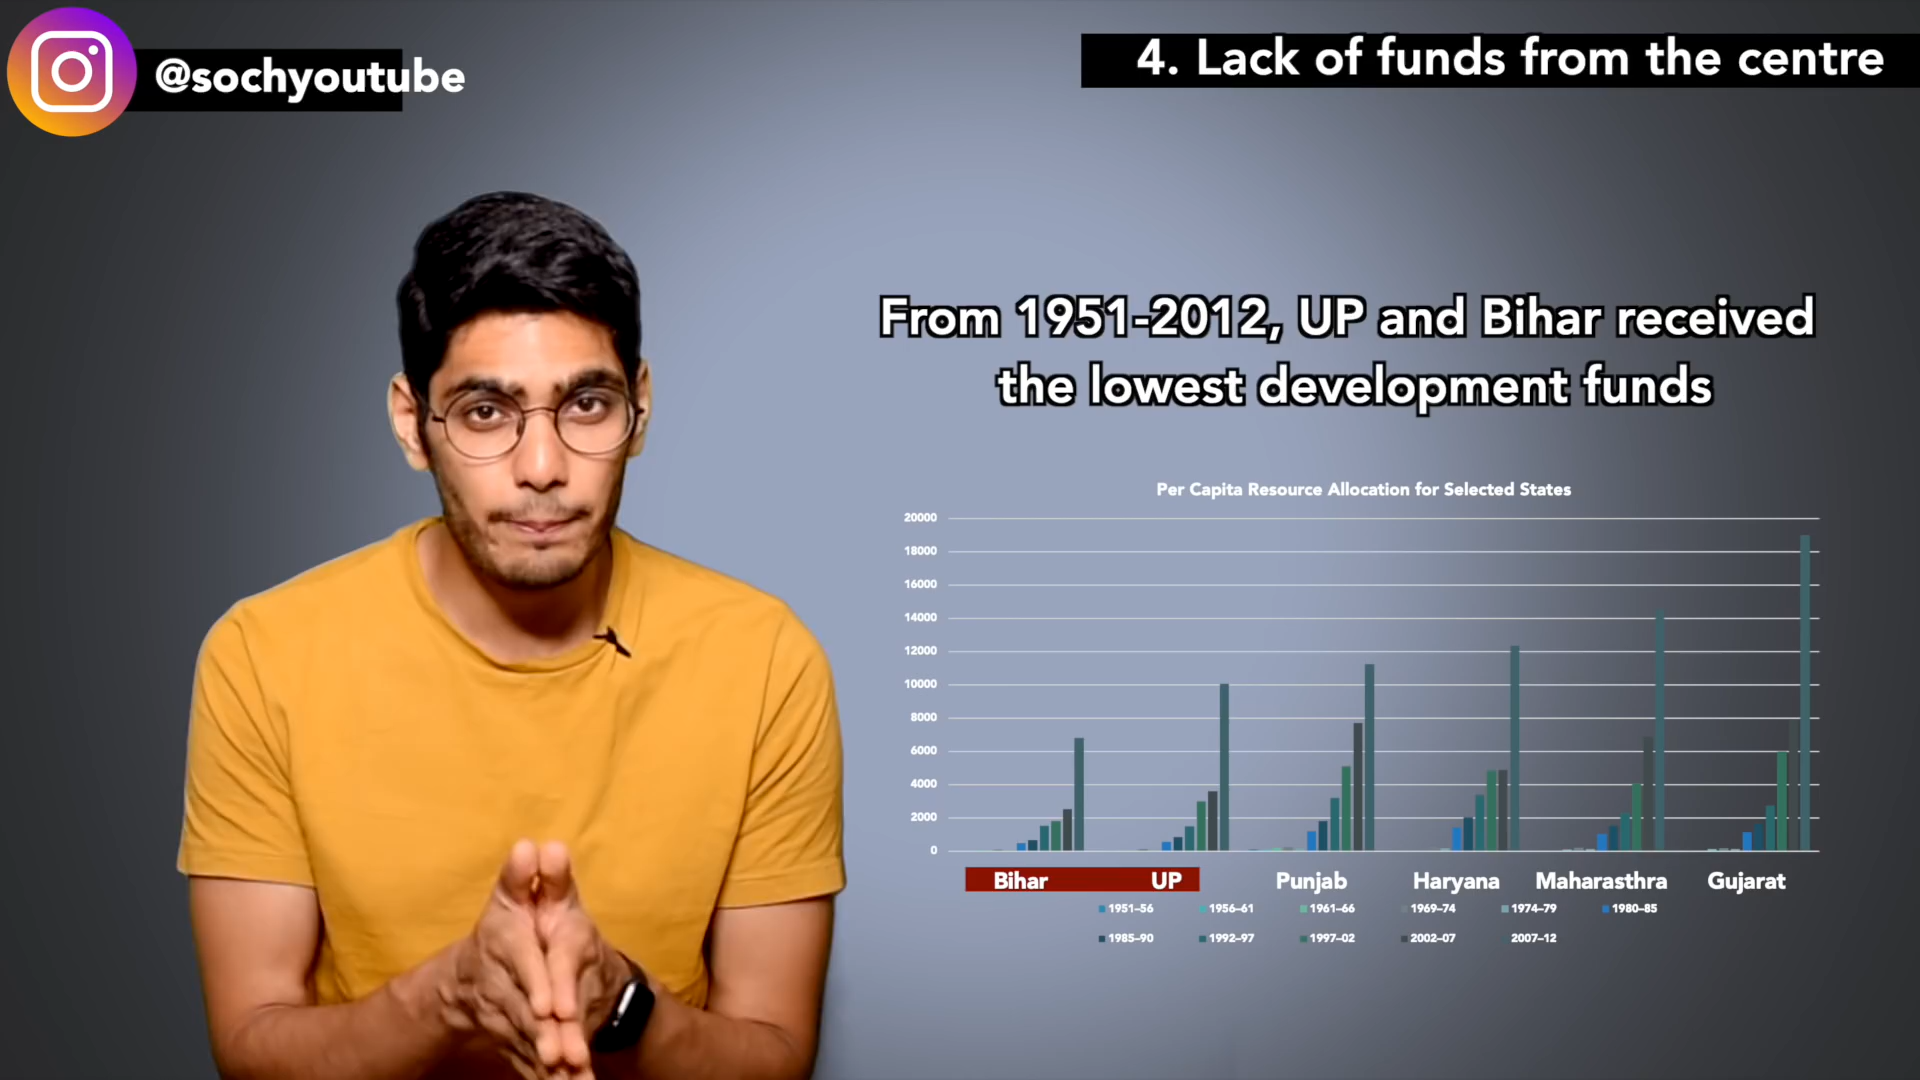 @sochyoutube
4. Lack of funds from the centre
From 1951-2012, UP and Bihar received
the lowest development funds
Per Capita Resource Allocation for Selected States
20000
18000
16000
14000
12000
10000
8000
6000
4000
2000
0
Bihar UP Punjab Haryana Maharasthra Gujarat
1951–56 1956–61 1961–66 1969–74 1974–79 1980–85
1985–90 1992–97 1997–02 2002–07 2007–12